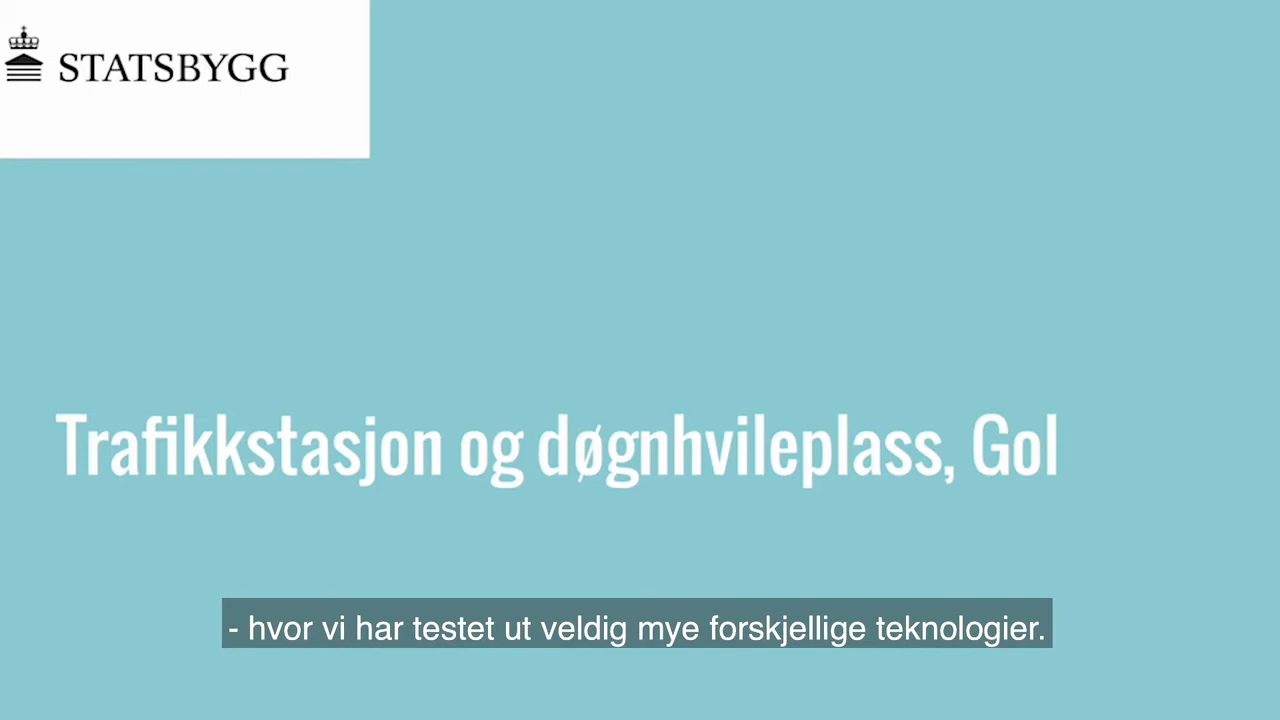 STATSBYGG
Trafikkstasjon og døgnhvileplass, Gol
- hvor vi har testet ut veldig mye forskjellige teknologier.